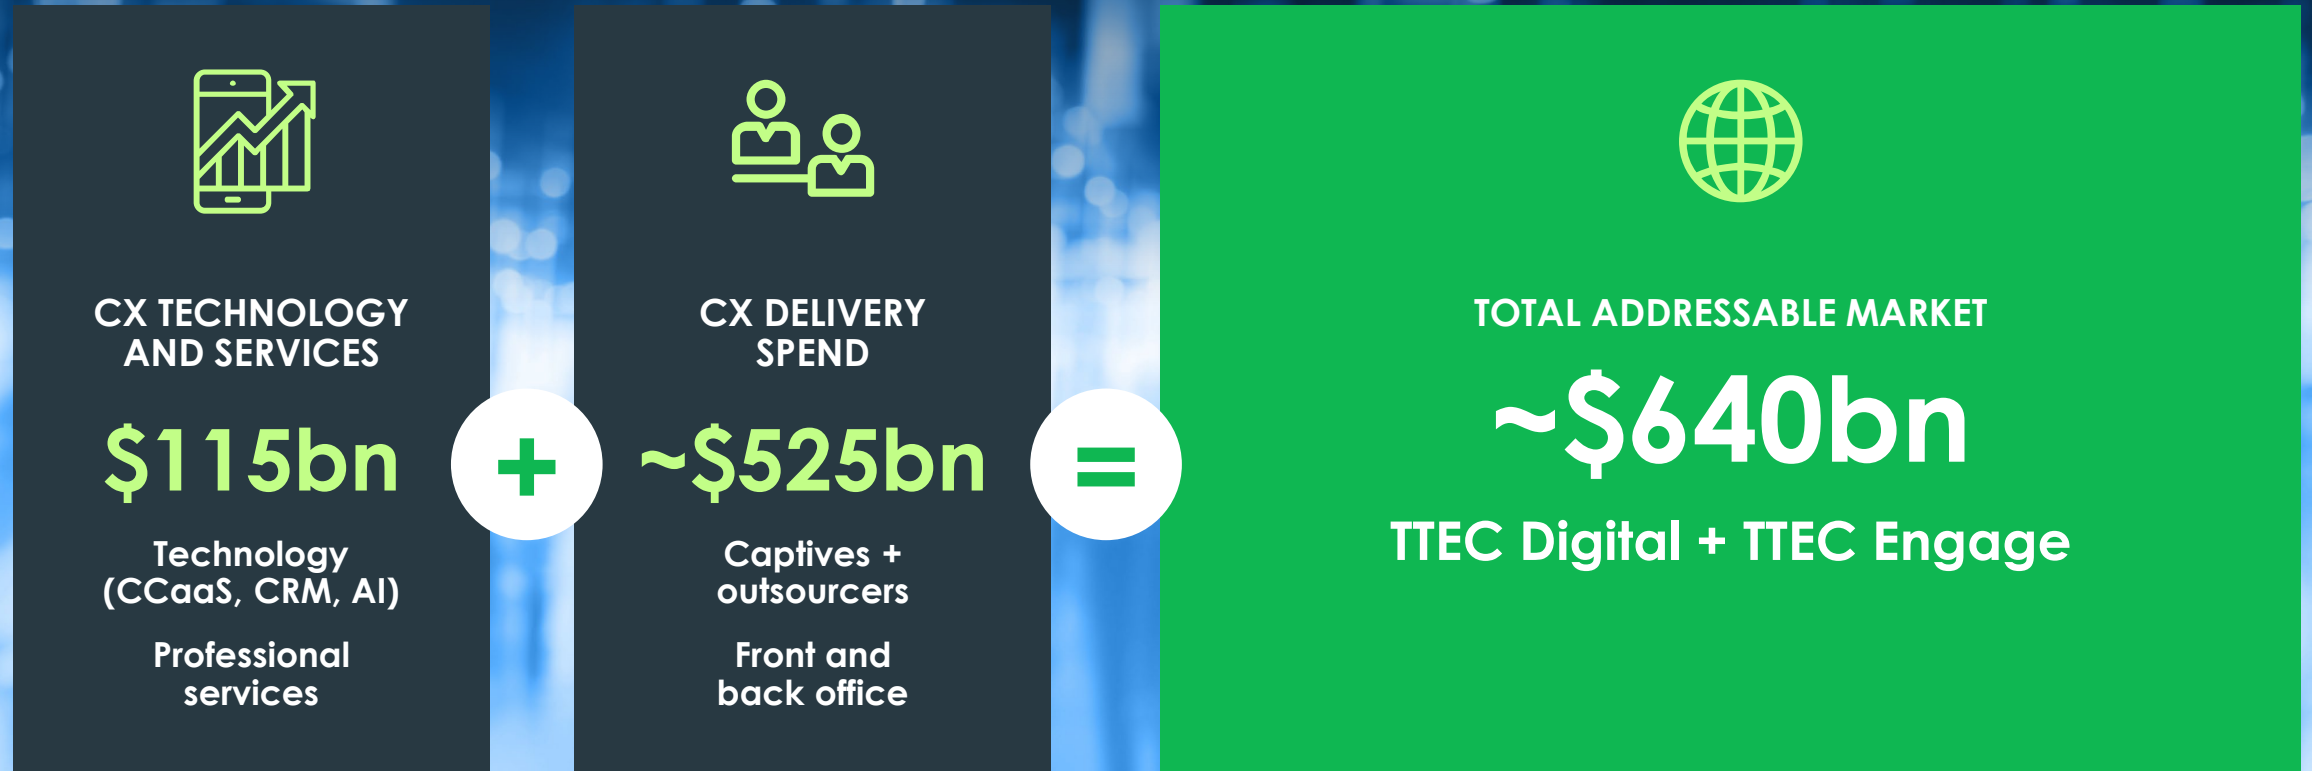 CX TECHNOLOGY
AND SERVICES
$115bn
Technology
(CCaaS, CRM, AI)
Professional
services
+
CX DELIVERY
SPEND
~$525bn
Captives +
outsourcers
Front and
back office
=
TOTAL ADDRESSABLE MARKET
~$640bn
TTEC Digital + TTEC Engage